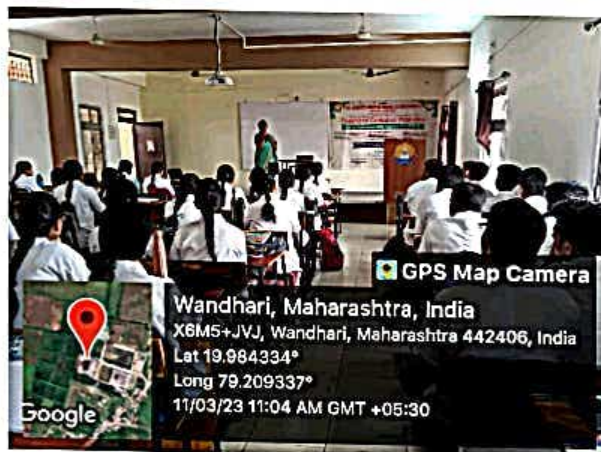 GPS Map Camera
Wandhari, Maharashtra, India
X6M5+JVJ, Wandhari, Maharashtra 442406, India
Lat 19.984334°
Long 79.209337°
11/03/23 11:04 AM GMT +05:30
Google